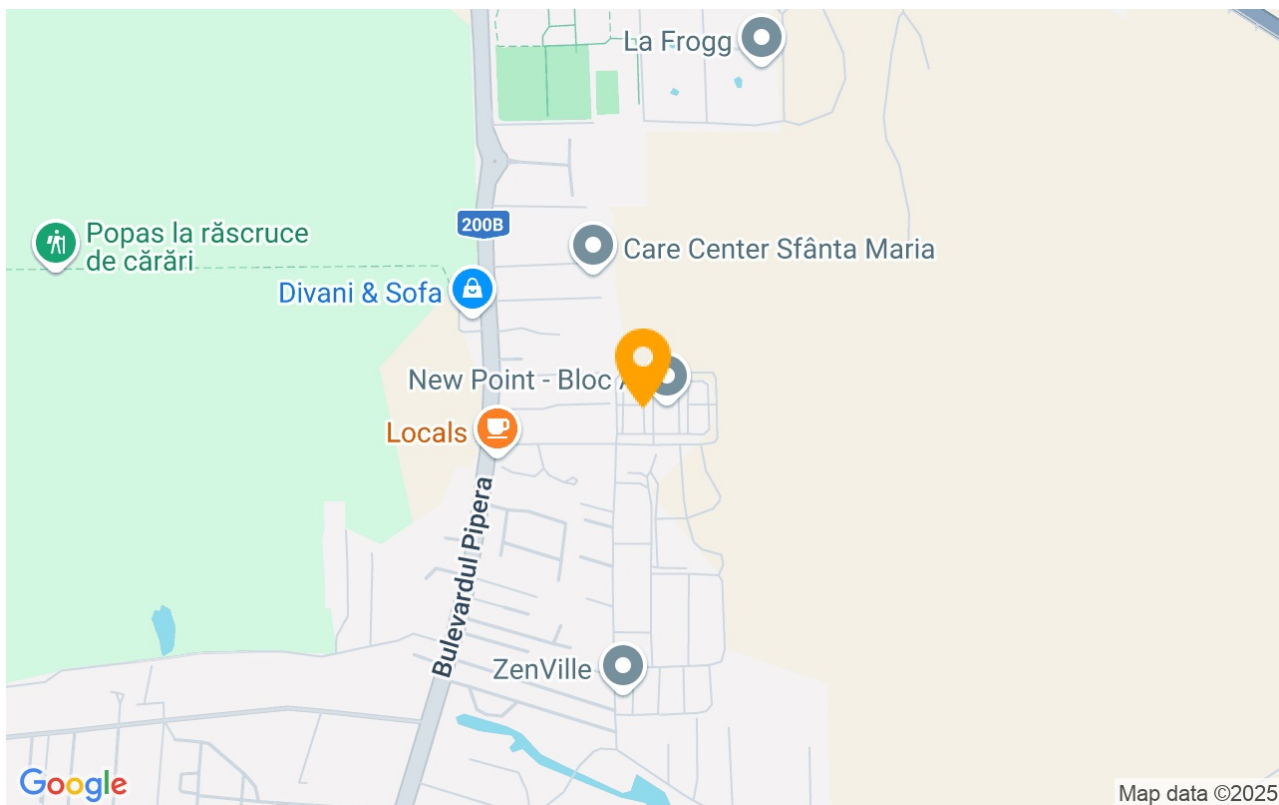 La Frogg
200B
Popas la răscruce
de cărări
Care Center Sfânta Maria
Divani & Sofa
New Point - Bloc
Locals
Bulevardul Pipera
ZenVille
Google
Map data ©2025